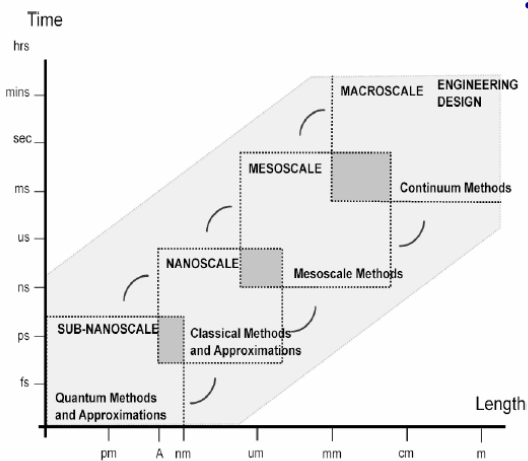 Time
hrs
mins
sec
ms
us
ns
ps
fs
MACROSCALE
ENGINEERING
DESIGN
Continuum Methods
MESOSCALE
Mesoscale Methods
NANOSCALE
Classical Methods
and Approximations
SUB-NANOSCALE
Quantum Methods
and Approximations
Length
pm
A
nm
um
mm
cm
m